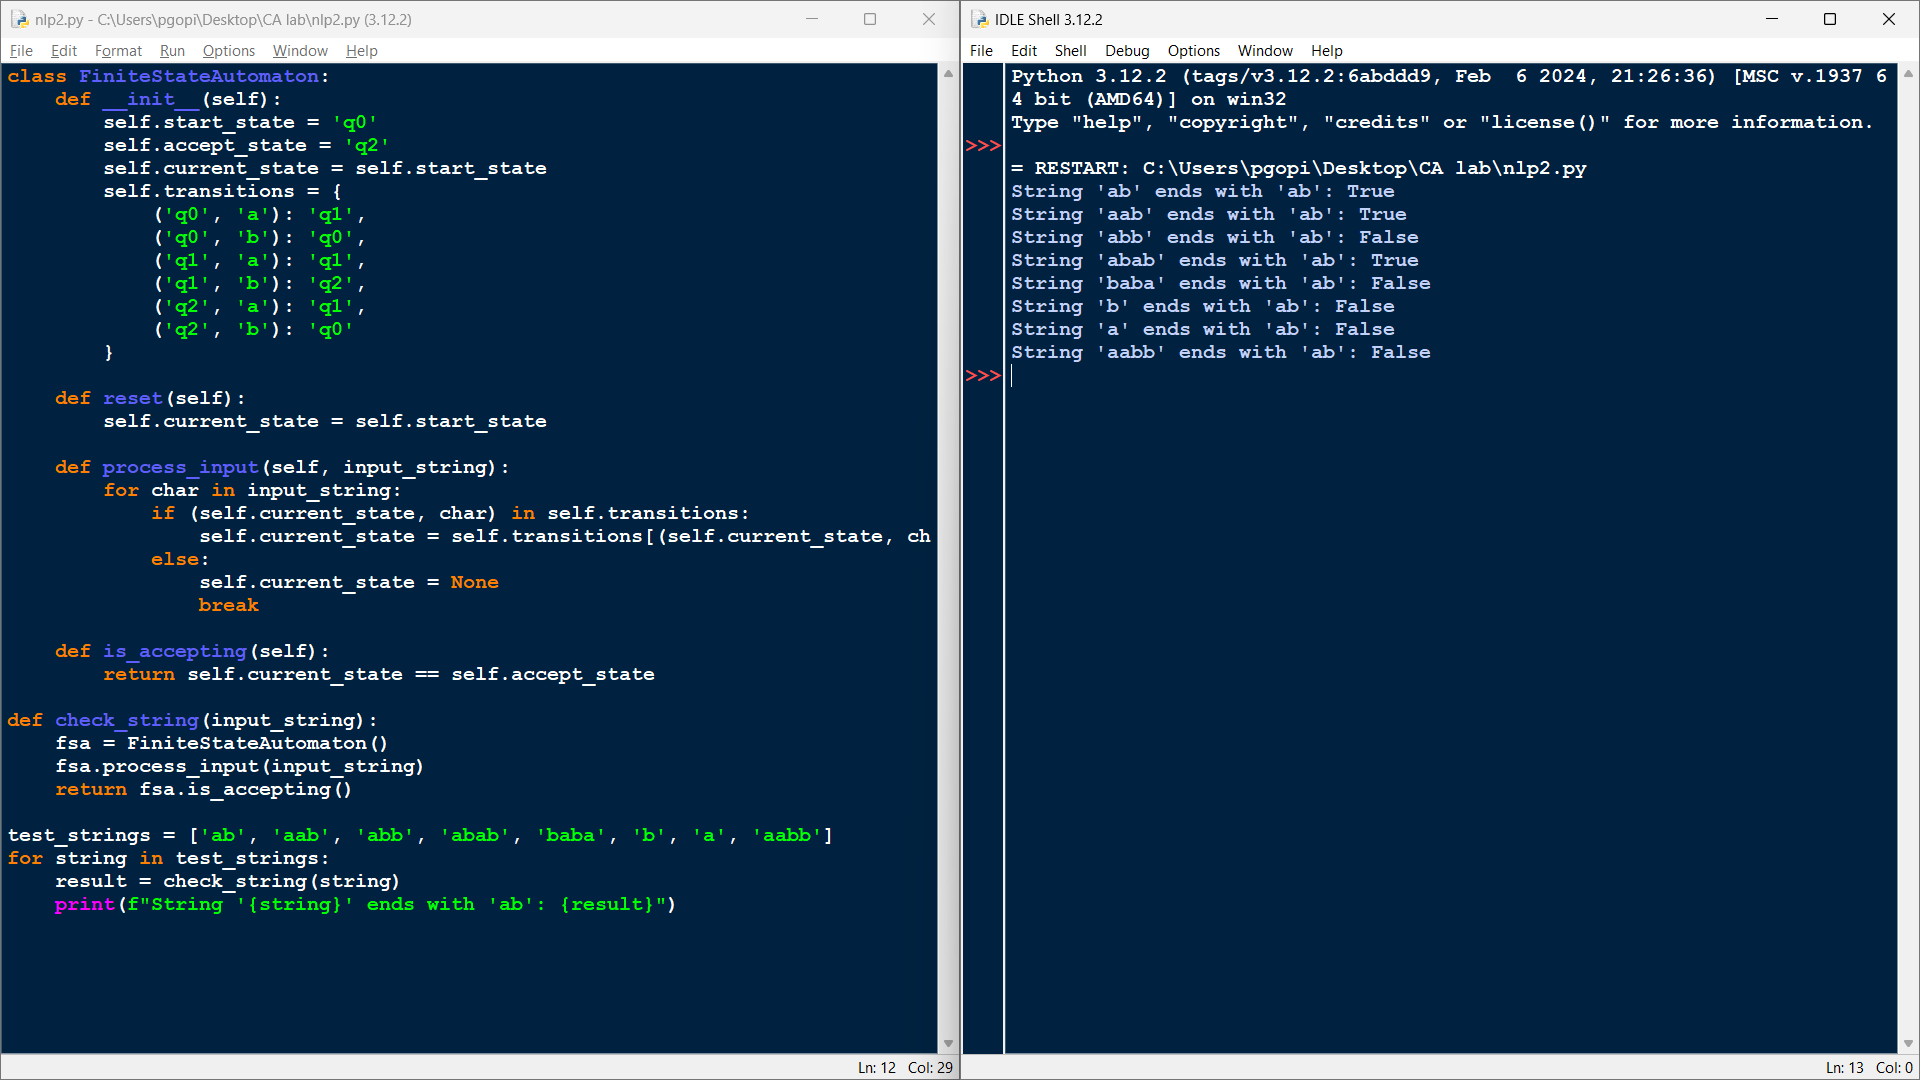 nlp2.py - C:\Users\pgopi\Desktop\CA lab\nlp2.py (3.12.2)
File Edit Format Run Options Window Help
class FiniteStateAutomaton:
    def __init__(self):
        self.start_state = 'q0'
        self.accept_state = 'q2'
        self.current_state = self.start_state
        self.transitions = {
            ('q0', 'a'): 'q1',
            ('q0', 'b'): 'q0',
            ('q1', 'a'): 'q1',
            ('q1', 'b'): 'q2',
            ('q2', 'a'): 'q1',
            ('q2', 'b'): 'q0'
        }
    def reset(self):
        self.current_state = self.start_state
    def process_input(self, input_string):
        for char in input_string:
            if (self.current_state, char) in self.transitions:
                self.current_state = self.transitions[(self.current_state, ch
            else:
                self.current_state = None
                break
    def is_accepting(self):
        return self.current_state == self.accept_state
def check_string(input_string):
    fsa = FiniteStateAutomaton()
    fsa.process_input(input_string)
    return fsa.is_accepting()
test_strings = ['ab', 'aab', 'abb', 'abab', 'baba', 'b', 'a', 'aabb']
for string in test_strings:
    result = check_string(string)
    print(f"String '{string}' ends with 'ab': {result}")
Ln: 12 Col: 29
IDLE Shell 3.12.2
File Edit Shell Debug Options Window Help
Python 3.12.2 (tags/v3.12.2:6abddd9, Feb  6 2024, 21:26:36) [MSC v.1937 6
4 bit (AMD64)] on win32
Type "help", "copyright", "credits" or "license()" for more information.
>>>
= RESTART: C:\Users\pgopi\Desktop\CA lab\nlp2.py
String 'ab' ends with 'ab': True
String 'aab' ends with 'ab': True
String 'abb' ends with 'ab': False
String 'abab' ends with 'ab': True
String 'baba' ends with 'ab': False
String 'b' ends with 'ab': False
String 'a' ends with 'ab': False
String 'aabb' ends with 'ab': False
>>>
Ln: 13 Col: 0